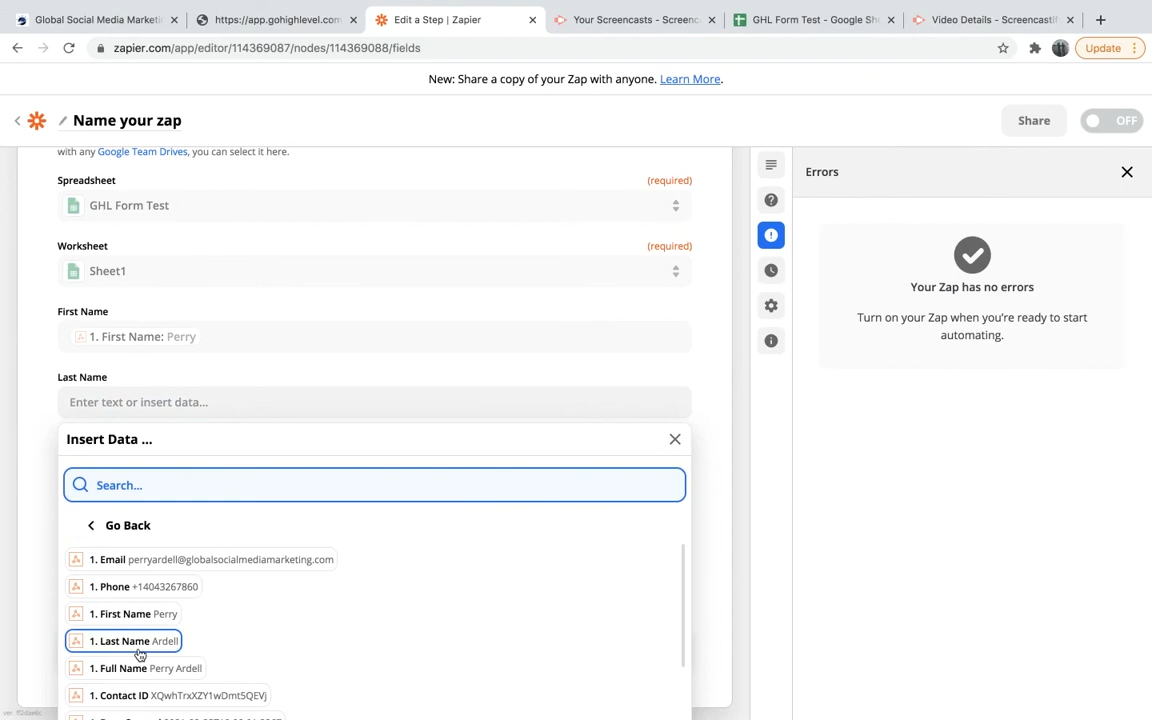 Global Social Media Marketi
https://app.gohighlevel.com
Edit a Step | Zapier
Your Screencasts - Screenc
GHL Form Test - Google Sh
Video Details - Screencastif
zapier.com/app/editor/114369087/nodes/114369088/fields
Update
New: Share a copy of your Zap with anyone. Learn More.
Name your zap
Share
OFF
with any Google Team Drives, you can select it here.
Spreadsheet (required)
GHL Form Test
Worksheet (required)
Sheet1
First Name
1. First Name: Perry
Last Name
Enter text or insert data...
Insert Data ...
Search...
Go Back
1. Email perryardell@globalsocialmediamarketing.com
1. Phone +14043267860
1. First Name Perry
1. Last Name Ardell
1. Full Name Perry Ardell
1. Contact ID XQwhTrxXZY1wDmt5QEVj
Errors
Your Zap has no errors
Turn on your Zap when you're ready to start
automating.